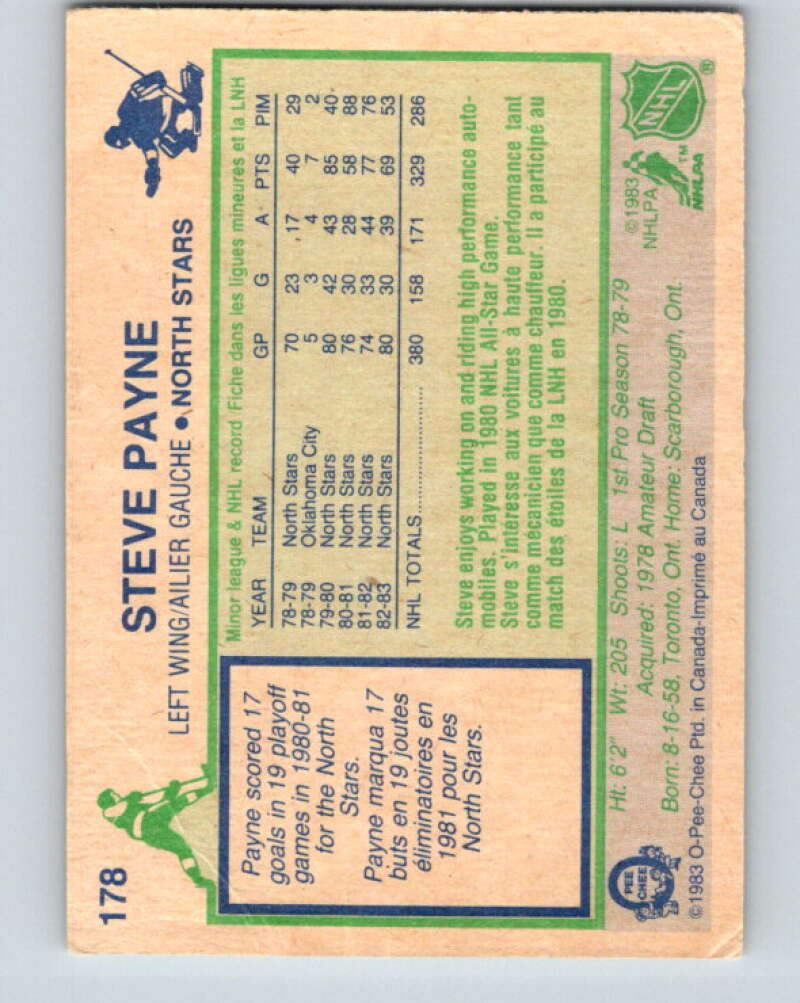 178
STEVE PAYNE
LEFT WING/AILIER GAUCHE • NORTH STARS
Payne scored 17
goals in 19 playoff
games in 1980-81
for the North
Stars.
Payne marqua 17
buts en 19 joutes
éliminatoires en
1981 pour les
North Stars.
Minor league & NHL record/Fiche dans les ligues mineures et la LNH
YEAR TEAM GP G A PTS PIM
78-79 North Stars 70 23 17 40 29
78-79 Oklahoma City 5 3 4 7 2
79-80 North Stars 80 42 43 85 40
80-81 North Stars 76 30 28 58 88
81-82 North Stars 74 33 44 77 76
82-83 North Stars 80 30 39 69 53
NHL TOTALS.................... 380 158 171 329 286
Steve enjoys working on and riding high performance auto-
mobiles. Played in 1980 NHL All-Star Game.
Steve s'intéresse aux voitures à haute performance tant
comme mécanicien que comme chauffeur. Il a participé au
match des étoiles de la LNH en 1980.
Ht: 6'2" Wt: 205 Shoots: L 1st Pro Season 78-79
Acquired: 1978 Amateur Draft
Born: 8-16-58, Toronto, Ont. Home: Scarborough, Ont.
©1983 O-Pee-Chee Ptd. in Canada-Imprimé au Canada
O
PEE
CHEE
©1983
NHLPA
NHL
®
TM
NHLPA